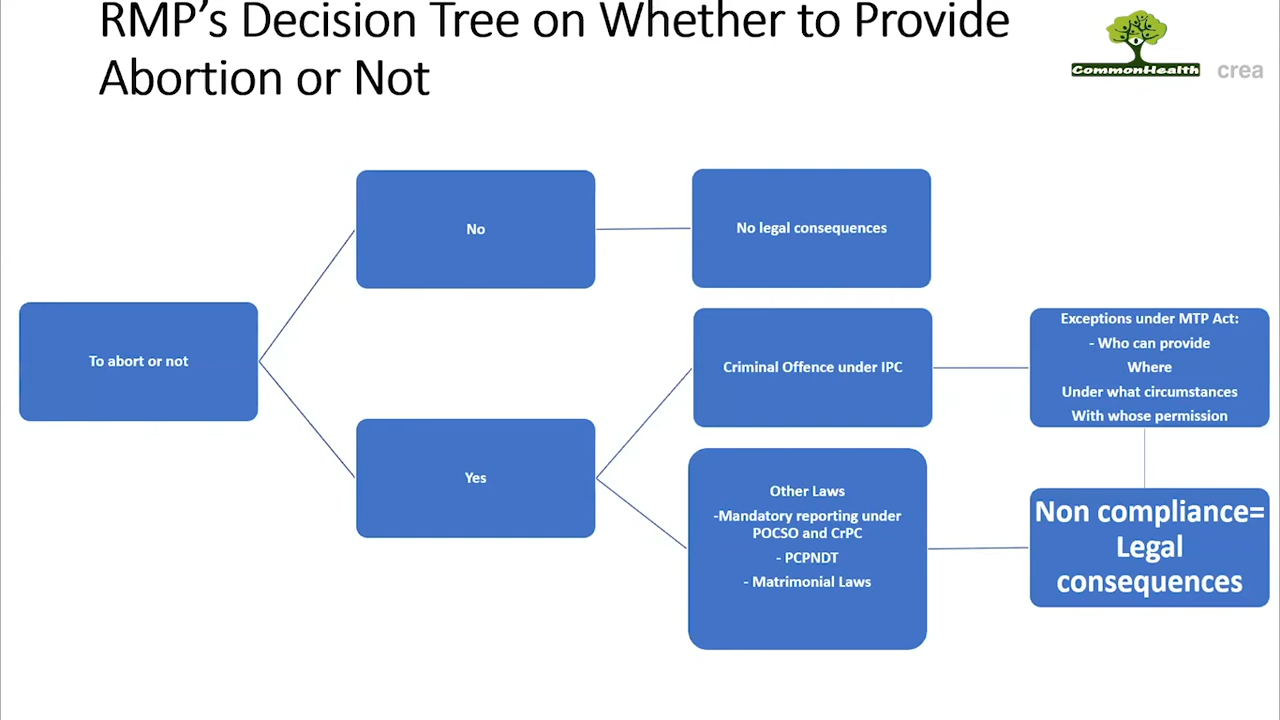 RMP’s Decision Tree on Whether to Provide
Abortion or Not
CommonHealth
crea
No
No legal consequences
To abort or not
Yes
Criminal Offence under IPC
Exceptions under MTP Act:
- Who can provide
Where
Under what circumstances
With whose permission
Other Laws
-Mandatory reporting under
POCSO and CrPC
- PCPNDT
- Matrimonial Laws
Non compliance=
Legal
consequences